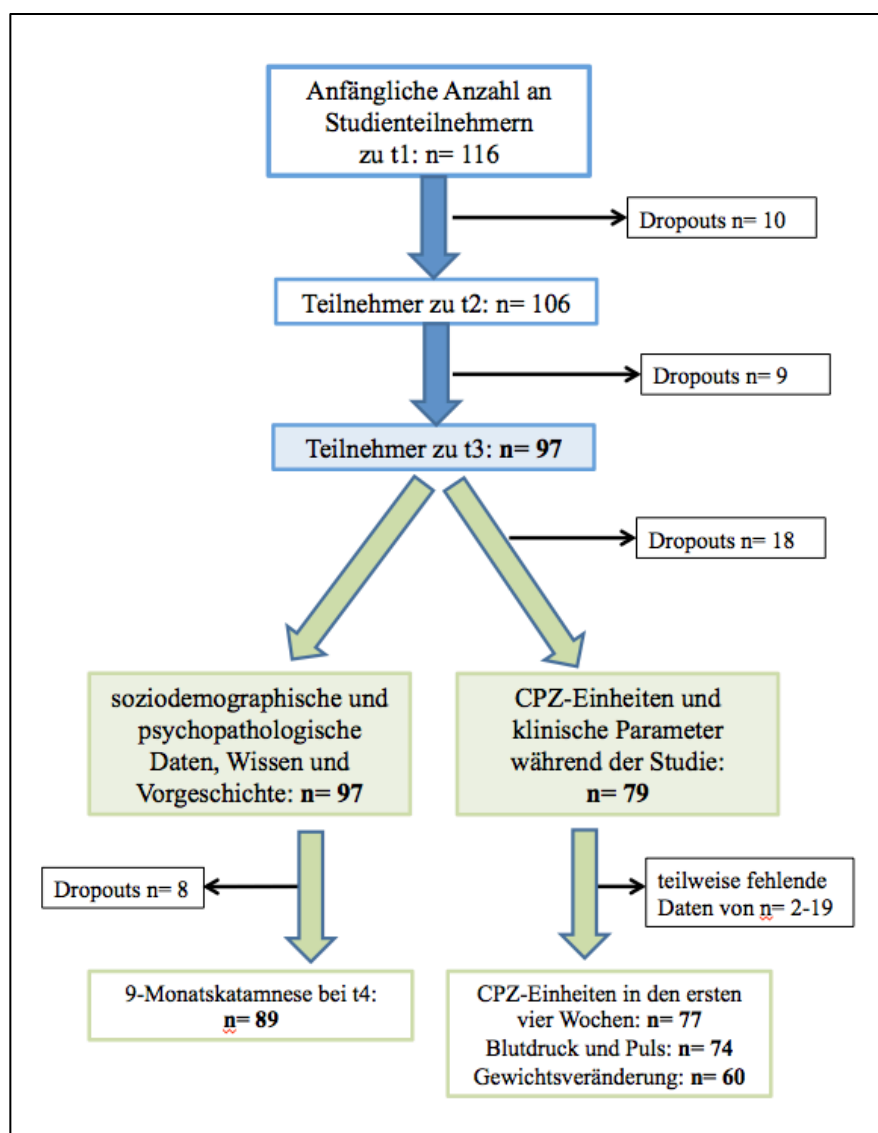 Anfängliche Anzahl an
Studienteilnehmern
zu t1: n= 116
Dropouts n= 10
Teilnehmer zu t2: n= 106
Dropouts n= 9
Teilnehmer zu t3: n= 97
Dropouts n= 18
soziodemographische und
psychopathologische
Daten, Wissen und
Vorgeschichte: n= 97
CPZ-Einheiten und
klinische Parameter
während der Studie:
n= 79
Dropouts n= 8
teilweise fehlende
Daten von n= 2-19
9-Monatskatamnese bei t4:
n= 89
CPZ-Einheiten in den ersten
vier Wochen: n= 77
Blutdruck und Puls: n= 74
Gewichtsveränderung: n= 60